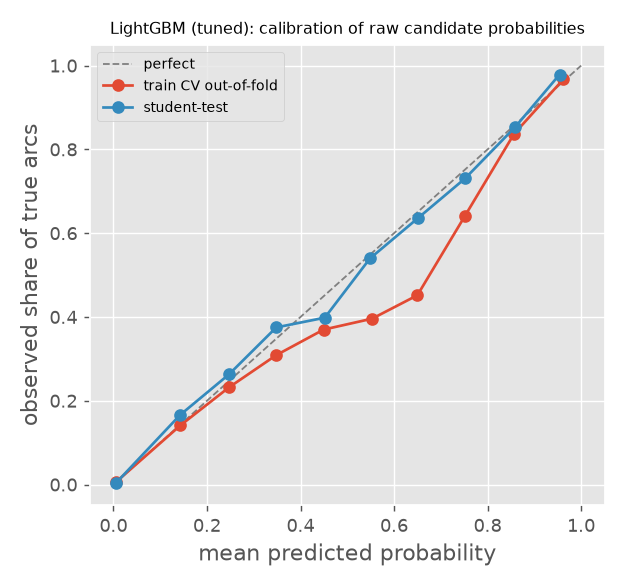 LightGBM (tuned): calibration of raw candidate probabilities
perfect
train CV out-of-fold
student-test
observed share of true arcs
1.0
0.8
0.6
0.4
0.2
0.0
0.0 0.2 0.4 0.6 0.8 1.0
mean predicted probability